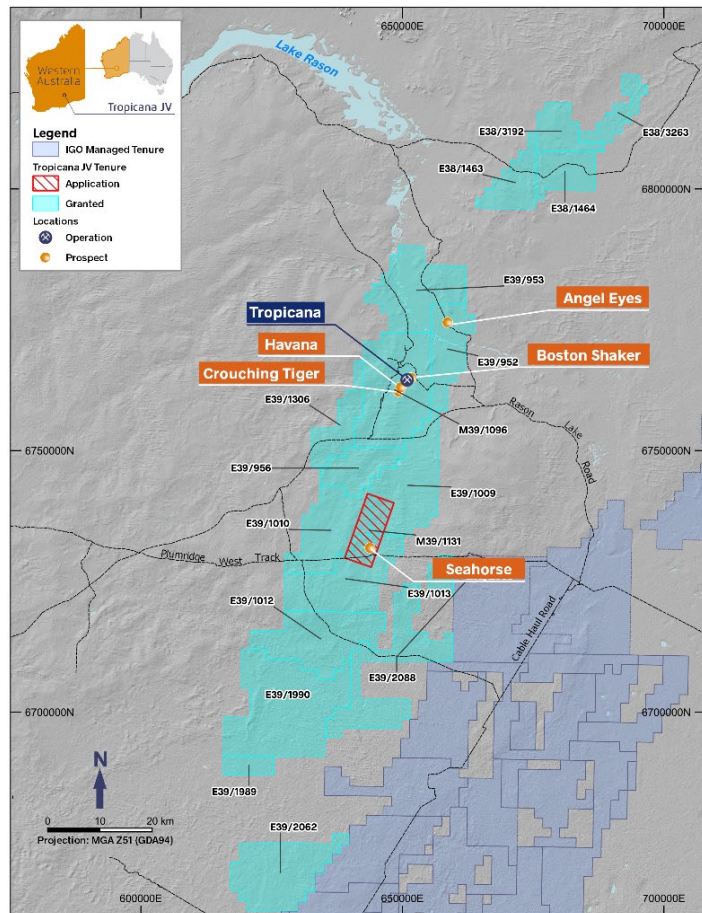 650000E
700000E
Western
Australia
Tropicana JV
Legend
IGO Managed Tenure
Tropicana JV Tenure
Application
Granted
Locations
Operation
Prospect
Lake Rason
E38/3192
E38/3263
E38/1463
E38/1464
6800000N
6800000N
E39/953
Angel Eyes
Tropicana
Havana
E39/952
Boston Shaker
Crouching Tiger
E39/1306
M39/1096
Rason Lake Road
6750000N
6750000N
E39/956
E39/1009
E39/1010
M39/1131
Plumridge West Track
Seahorse
E39/1013
E39/1012
Cable Haul Road
E39/2088
E39/1990
6700000N
6700000N
N
E39/1989
0 10 20 km
Projection: MGA Z51 (GDA94)
E39/2062
600000E
650000E
700000E